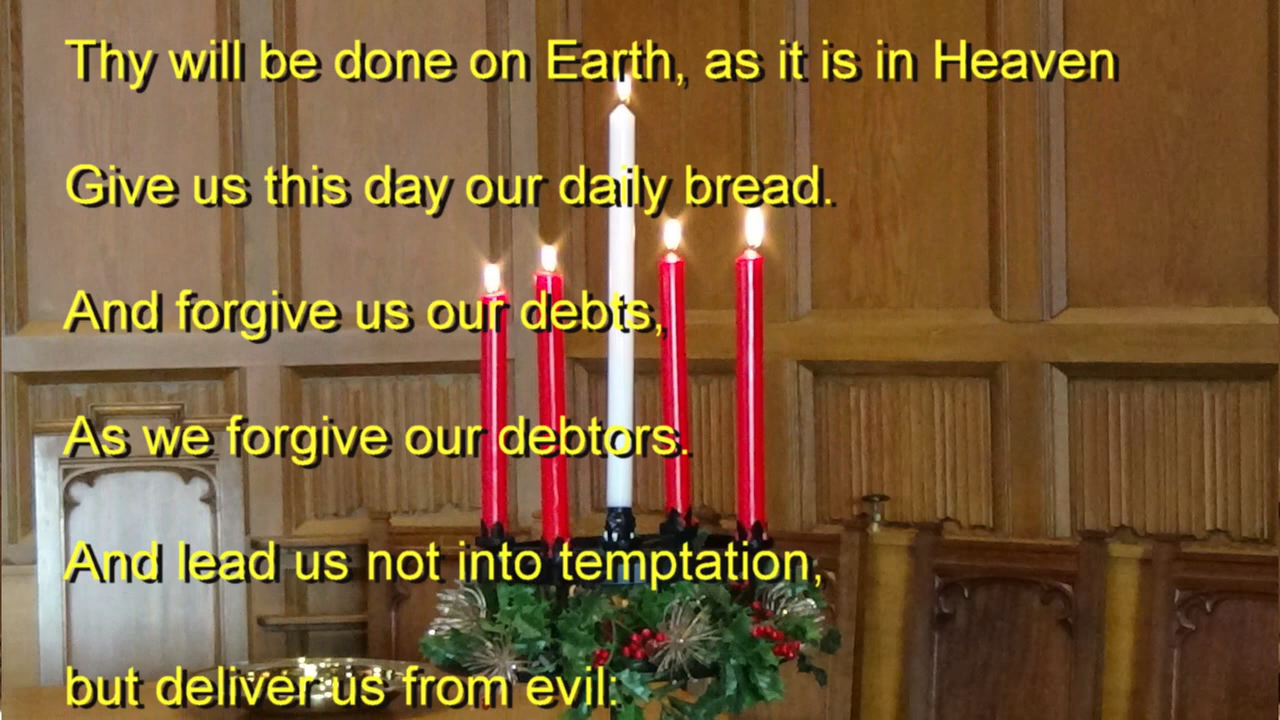 Thy will be done on Earth, as it is in Heaven
Give us this day our daily bread.
And forgive us our debts,
As we forgive our debtors.
And lead us not into temptation,
but deliver us from evil: